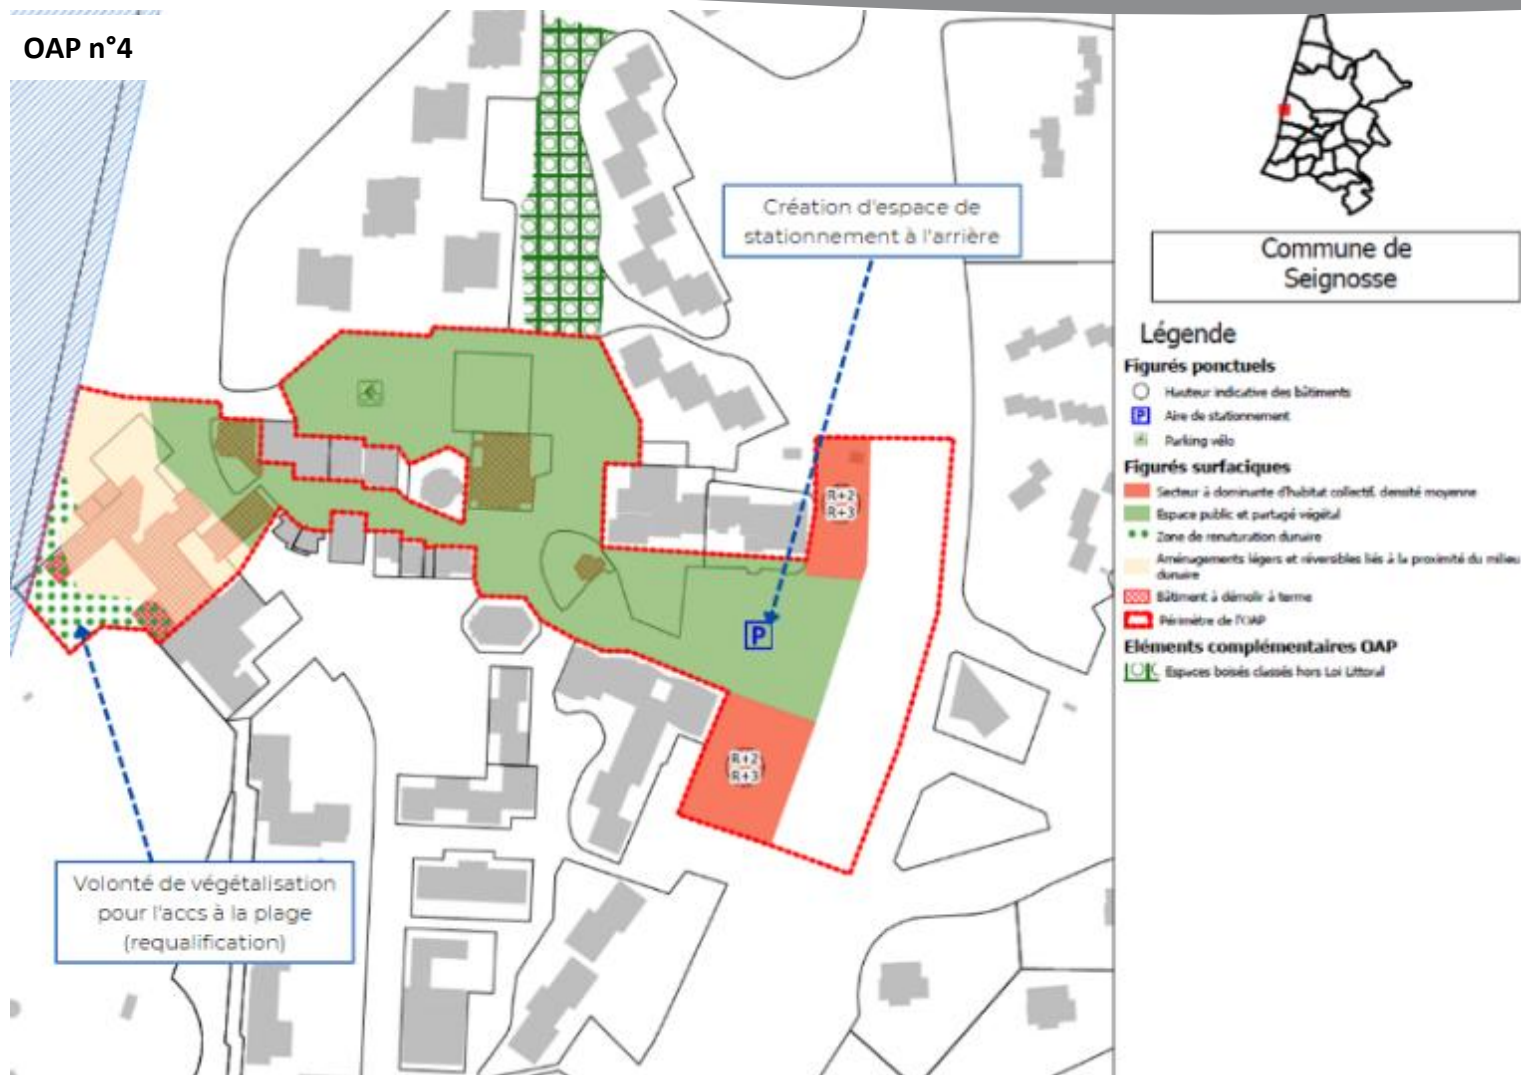 OAP n°4
Création d'espace de
stationnement à l'arrière
R+2
R+3
P
R+2
R+3
Volonté de végétalisation
pour l'accs à la plage
(requalification)
Commune de
Seignosse
Légende
Figurés ponctuels
Hauteur indicative des bâtiments
P Aire de stationnement
Parking vélo
Figurés surfaciques
Secteur à dominante d'habitat collectif, densité moyenne
Espace public et partagé végétal
Zone de renaturation dunaire
Aménagements légers et réversibles liés à la proximité du milieu
dunaire
Bâtiment à démolir à terme
Périmètre de l'OAP
Eléments complémentaires OAP
Espaces boisés classés hors Loi Littoral